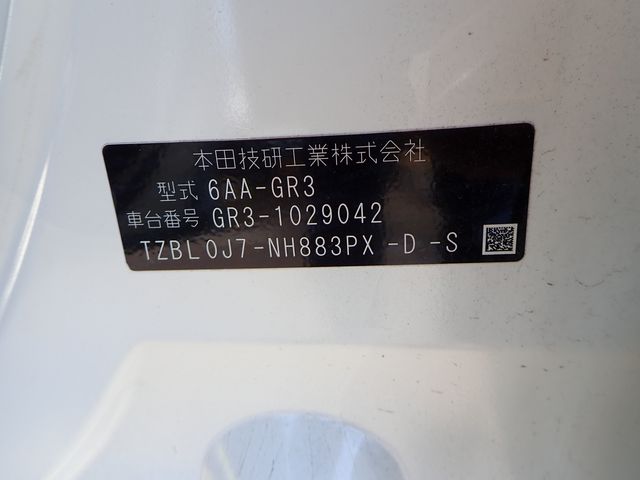 本田技研工業株式会社
型式 6AA-GR3
車台番号 GR3-1029042
TZBL0J7-NH883PX-D-S